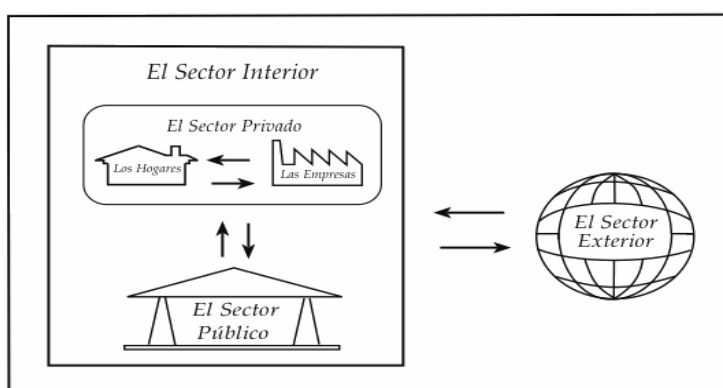 El Sector Interior
El Sector Privado
Los Hogares
Las Empresas
El Sector
Público
El Sector
Exterior